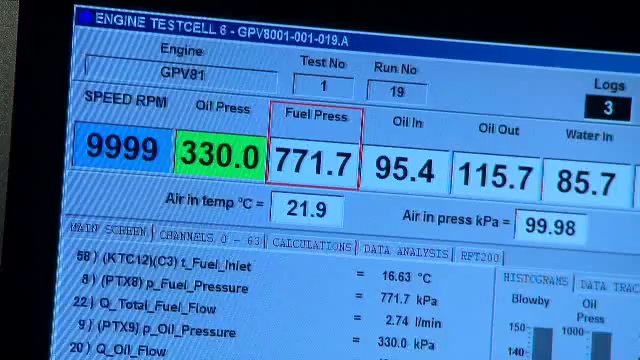 ENGINE TESTCELL 6 - GPV8001-001-019.A
Engine Test No Run No Logs
GPV81 1 19 3
SPEED RPM Oil Press Fuel Press Oil In Oil Out Water In
9999 330.0 771.7 95.4 115.7 85.7
Air in temp °C = 21.9 Air in press kPa = 99.98
MAIN SCREEN CHANNELS 0 - 63 CALCULATIONS DATA ANALYSIS RPT200
58 ) (KTC12)(C3) t_Fuel_Inlet = 16.63 °C
8 ) (PTX8) p_Fuel_Pressure = 771.7 kPa
22 ) Q_Total_Fuel_Flow = 2.74 l/min
9 ) (PTX9) p_Oil_Pressure = 330.0 kPa
20 ) Q_Oil_Flow =
HISTOGRAMS DATA TRAC
Blowby Oil Press
150 1000
140